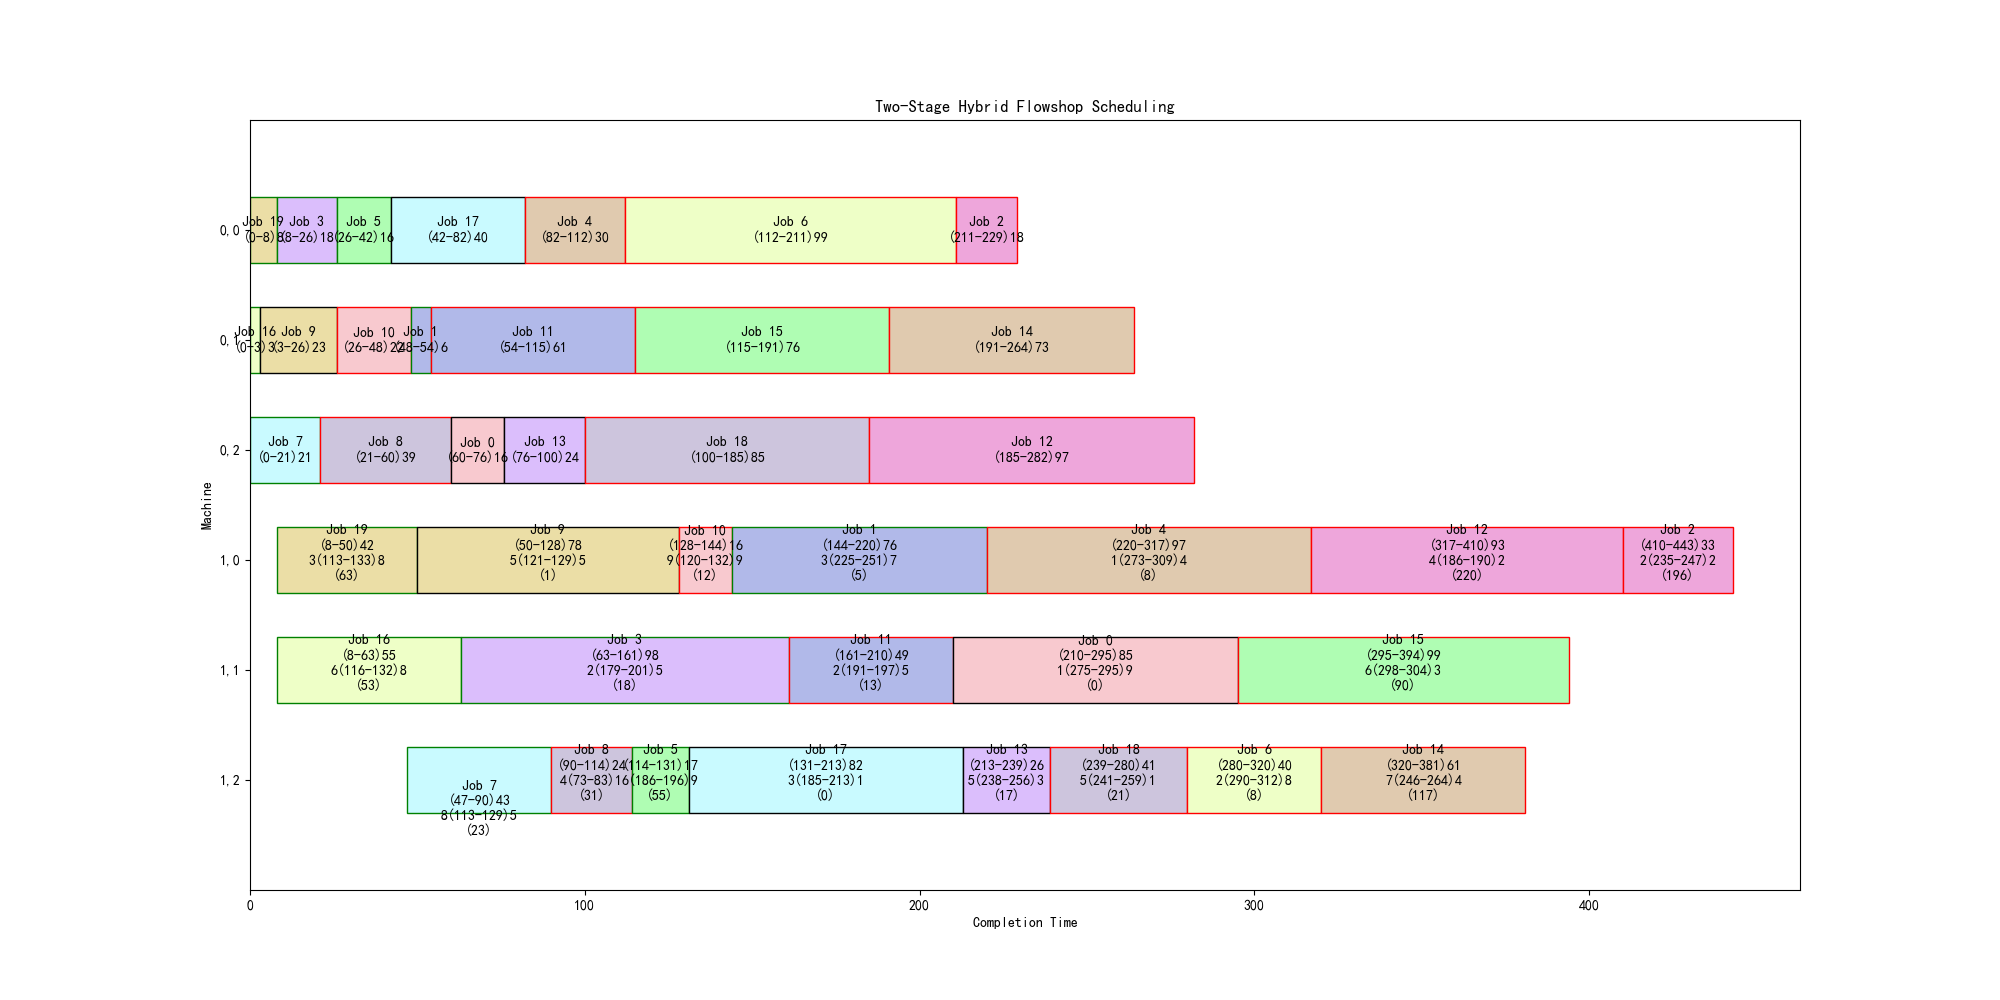 Two-Stage Hybrid Flowshop Scheduling
Machine
0,0
Job 19
(0-8)8
Job 3
(8-26)18
Job 5
(26-42)16
Job 17
(42-82)40
Job 4
(82-112)30
Job 6
(112-211)99
Job 2
(211-229)18
0,1
Job 16
(0-3)3
Job 9
(3-26)23
Job 10
(26-48)22
Job 1
(48-54)6
Job 11
(54-115)61
Job 15
(115-191)76
Job 14
(191-264)73
0,2
Job 7
(0-21)21
Job 8
(21-60)39
Job 0
(60-76)16
Job 13
(76-100)24
Job 18
(100-185)85
Job 12
(185-282)97
1,0
Job 19
(8-50)42
3(113-133)8
(63)
Job 9
(50-128)78
5(121-129)5
(1)
Job 10
(128-144)16
9(120-132)9
(12)
Job 1
(144-220)76
3(225-251)7
(5)
Job 4
(220-317)97
1(273-309)4
(8)
Job 12
(317-410)93
4(186-190)2
(220)
Job 2
(410-443)33
2(235-247)2
(196)
1,1
Job 16
(8-63)55
6(116-132)8
(53)
Job 3
(63-161)98
2(179-201)5
(18)
Job 11
(161-210)49
2(191-197)5
(13)
Job 0
(210-295)85
1(275-295)9
(0)
Job 15
(295-394)99
6(298-304)3
(90)
1,2
Job 7
(47-90)43
8(113-129)5
(23)
Job 8
(90-114)24
4(73-83)16
(31)
Job 5
(114-131)17
(186-196)9
(55)
Job 17
(131-213)82
3(185-213)1
(0)
Job 13
(213-239)26
5(238-256)3
(17)
Job 18
(239-280)41
5(241-259)1
(21)
Job 6
(280-320)40
2(290-312)8
(8)
Job 14
(320-381)61
7(246-264)4
(117)
0
100
200
300
400
Completion Time